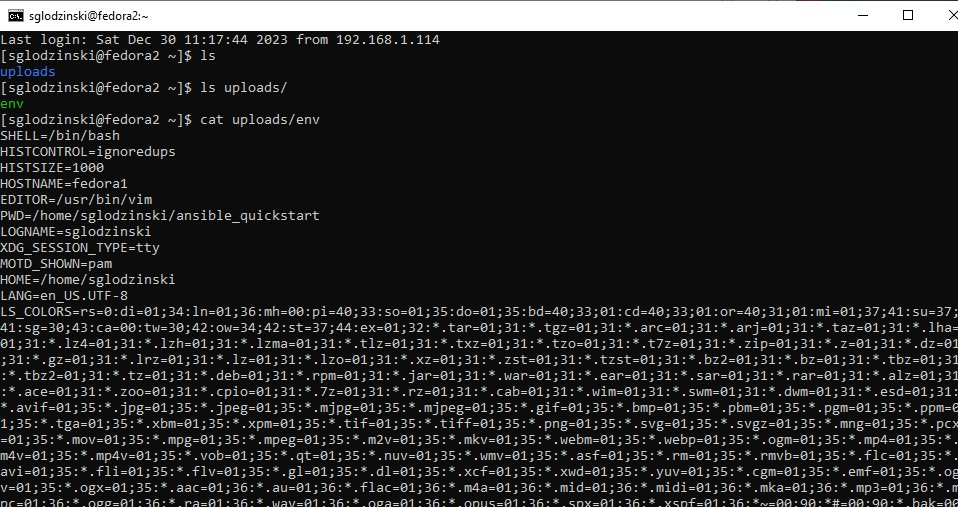 sglodzinski@fedora2:~
Last login: Sat Dec 30 11:17:44 2023 from 192.168.1.114
[sglodzinski@fedora2 ~]$ ls
uploads
[sglodzinski@fedora2 ~]$ ls uploads/
env
[sglodzinski@fedora2 ~]$ cat uploads/env
SHELL=/bin/bash
HISTCONTROL=ignoredups
HISTSIZE=1000
HOSTNAME=fedora1
EDITOR=/usr/bin/vim
PWD=/home/sglodzinski/ansible_quickstart
LOGNAME=sglodzinski
XDG_SESSION_TYPE=tty
MOTD_SHOWN=pam
HOME=/home/sglodzinski
LANG=en_US.UTF-8
LS_COLORS=rs=0:di=01;34:ln=01;36:mh=00:pi=40;33:so=01;35:do=01;35:bd=40;33;01:cd=40;33;01:or=40;31;01:mi=01;37;41:su=37;
41:sg=30;43:ca=00:tw=30;42:ow=34;42:st=37;44:ex=01;32:*.tar=01;31:*.tgz=01;31:*.arc=01;31:*.arj=01;31:*.taz=01;31:*.lha=
01;31:*.lz4=01;31:*.lzh=01;31:*.lzma=01;31:*.tlz=01;31:*.txz=01;31:*.tzo=01;31:*.t7z=01;31:*.zip=01;31:*.z=01;31:*.dz=01
;31:*.gz=01;31:*.lrz=01;31:*.lz=01;31:*.lzo=01;31:*.xz=01;31:*.zst=01;31:*.tzst=01;31:*.bz2=01;31:*.bz=01;31:*.tbz=01;31
:*.tbz2=01;31:*.tz=01;31:*.deb=01;31:*.rpm=01;31:*.jar=01;31:*.war=01;31:*.ear=01;31:*.sar=01;31:*.rar=01;31:*.alz=01;31
:*.ace=01;31:*.zoo=01;31:*.cpio=01;31:*.7z=01;31:*.rz=01;31:*.cab=01;31:*.wim=01;31:*.swm=01;31:*.dwm=01;31:*.esd=01;31:
*.avif=01;35:*.jpg=01;35:*.jpeg=01;35:*.mjpg=01;35:*.mjpeg=01;35:*.gif=01;35:*.bmp=01;35:*.pbm=01;35:*.pgm=01;35:*.ppm=0
1;35:*.tga=01;35:*.xbm=01;35:*.xpm=01;35:*.tif=01;35:*.tiff=01;35:*.png=01;35:*.svg=01;35:*.svgz=01;35:*.mng=01;35:*.pcx
=01;35:*.mov=01;35:*.mpg=01;35:*.mpeg=01;35:*.m2v=01;35:*.mkv=01;35:*.webm=01;35:*.webp=01;35:*.ogm=01;35:*.mp4=01;35:*.
m4v=01;35:*.mp4v=01;35:*.vob=01;35:*.qt=01;35:*.nuv=01;35:*.wmv=01;35:*.asf=01;35:*.rm=01;35:*.rmvb=01;35:*.flc=01;35:*.
avi=01;35:*.fli=01;35:*.flv=01;35:*.gl=01;35:*.dl=01;35:*.xcf=01;35:*.xwd=01;35:*.yuv=01;35:*.cgm=01;35:*.emf=01;35:*.og
v=01;35:*.ogx=01;35:*.aac=01;36:*.au=01;36:*.flac=01;36:*.m4a=01;36:*.mid=01;36:*.midi=01;36:*.mka=01;36:*.mp3=01;36:*.m
pc=01;36:*.ogg=01;36:*.ra=01;36:*.wav=01;36:*.oga=01;36:*.opus=01;36:*.spx=01;36:*.xspf=01;36:*~=00;90:*#=00;90:*.bak=00